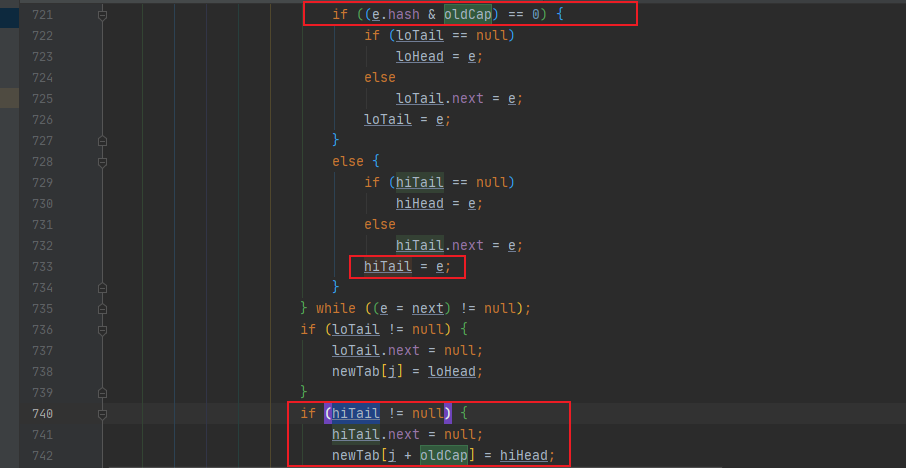 721 if ((e.hash & oldCap) == 0) {
722 if (loTail == null)
723 loHead = e;
724 else
725 loTail.next = e;
726 loTail = e;
727 }
728 else {
729 if (hiTail == null)
730 hiHead = e;
731 else
732 hiTail.next = e;
733 hiTail = e;
734 }
735 } while ((e = next) != null);
736 if (loTail != null) {
737 loTail.next = null;
738 newTab[j] = loHead;
739 }
740 if (hiTail != null) {
741 hiTail.next = null;
742 newTab[j + oldCap] = hiHead;